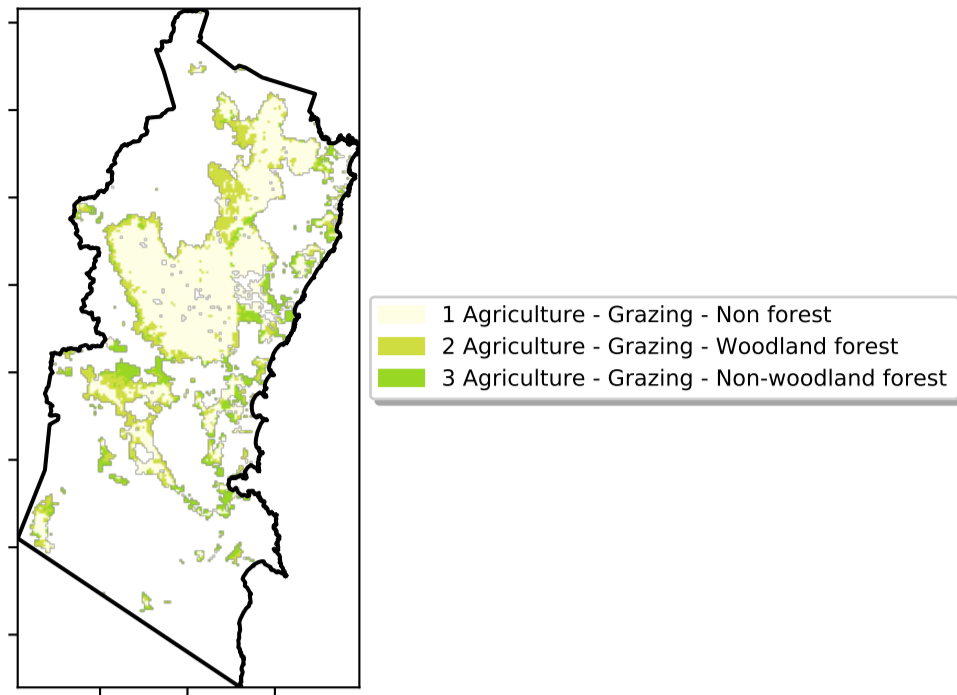 1 Agriculture - Grazing - Non forest
2 Agriculture - Grazing - Woodland forest
3 Agriculture - Grazing - Non-woodland forest